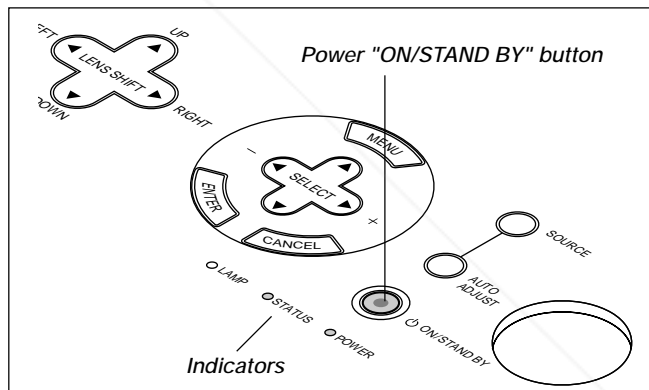 Power "ON/STAND BY" button
UP
LENS SHIFT
DOWN
RIGHT
MENU
−
SELECT
ENTER
+
CANCEL
SOURCE
AUTO
ADJUST
LAMP
STATUS
POWER
ON/STAND BY
Indicators